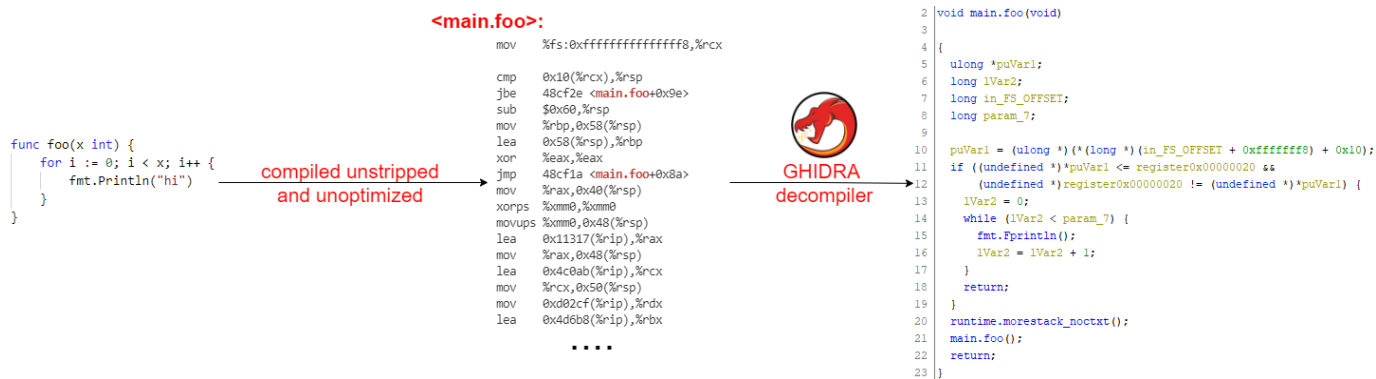 func foo(x int) {
for i := 0; i < x; i++ {
fmt.Println("hi")
}
}
compiled unstripped
and unoptimized
<main.foo>:
mov %fs:0xfffffffffffffff8,%rcx
cmp 0x10(%rcx),%rsp
jbe 48cf2e <main.foo+0x9e>
sub $0x60,%rsp
mov %rbp,0x58(%rsp)
lea 0x58(%rsp),%rbp
xor %eax,%eax
jmp 48cf1a <main.foo+0x8a>
mov %rax,0x40(%rsp)
xorps %xmm0,%xmm0
movups %xmm0,0x48(%rsp)
lea 0x11317(%rip),%rax
mov %rax,0x48(%rsp)
lea 0x4c0ab(%rip),%rcx
mov %rcx,0x50(%rsp)
mov 0xd02cf(%rip),%rdx
lea 0x4d6b8(%rip),%rbx
....
GHIDRA
decompiler
2 void main.foo(void)
3
4 {
5 ulong *puVar1;
6 long lVar2;
7 long in_FS_OFFSET;
8 long param_7;
9
10 puVar1 = (ulong *)(*(long *)(in_FS_OFFSET + 0xfffffff8) + 0x10);
11 if ((undefined *)*puVar1 <= register0x00000020 &&
12 (undefined *)register0x00000020 != (undefined *)*puVar1) {
13 lVar2 = 0;
14 while (lVar2 < param_7) {
15 fmt.Fprintln();
16 lVar2 = lVar2 + 1;
17 }
18 return;
19 }
20 runtime.morestack_noctxt();
21 main.foo();
22 return;
23 }